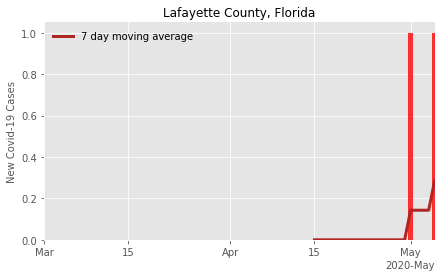 Lafayette County, Florida
7 day moving average
New Covid-19 Cases
1.0
0.8
0.6
0.4
0.2
0.0
Mar 15 Apr 15 May
2020-May